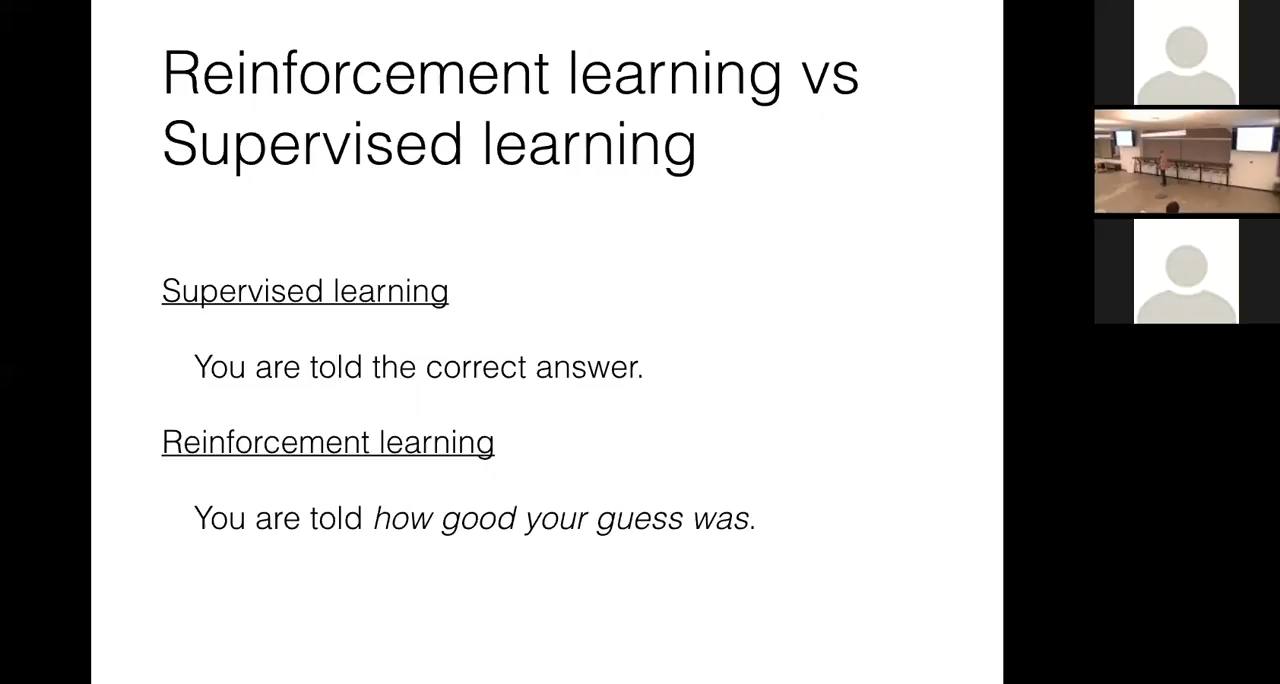 Reinforcement learning vs
Supervised learning
Supervised learning
You are told the correct answer.
Reinforcement learning
You are told how good your guess was.